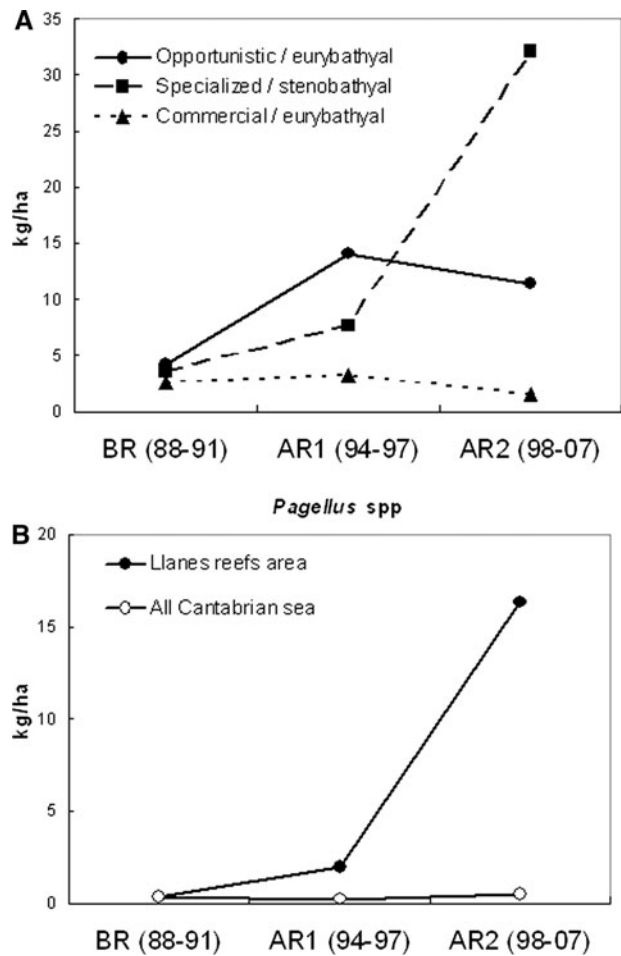 A
35
30
25
20
15
10
5
0
kg/ha
Opportunistic / eurybathyal
Specialized / stenobathyal
Commercial / eurybathyal
BR (88-91) AR1 (94-97) AR2 (98-07)
Pagellus spp
B
20
15
10
5
0
kg/ha
Llanes reefs area
All Cantabrian sea
BR (88-91) AR1 (94-97) AR2 (98-07)